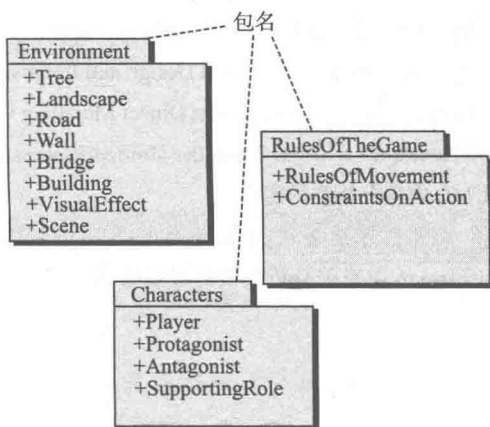 包名
Environment
+Tree
+Landscape
+Road
+Wall
+Bridge
+Building
+VisualEffect
+Scene
RulesOfTheGame
+RulesOfMovement
+ConstraintsOnAction
Characters
+Player
+Protagonist
+Antagonist
+SupportingRole